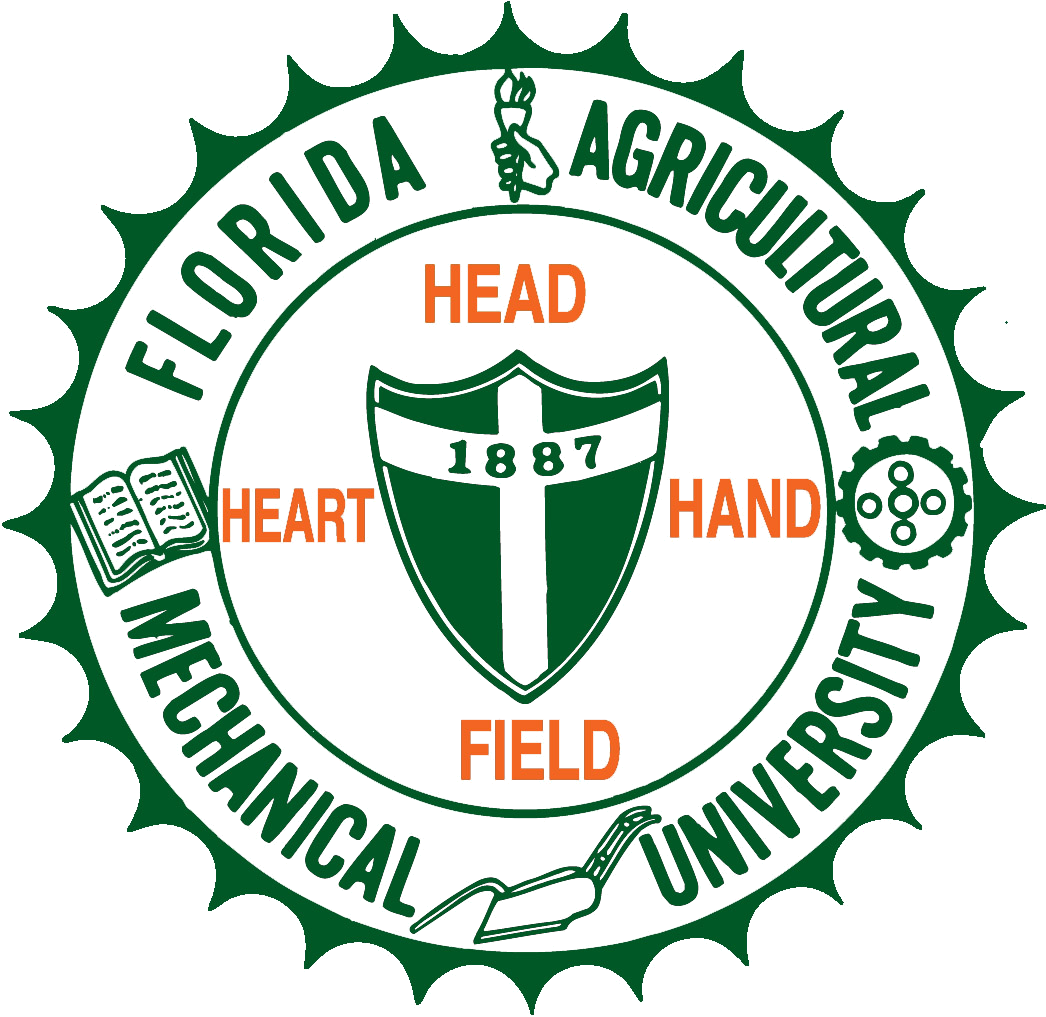 FLORIDA
AGRICULTURAL
MECHANICAL
UNIVERSITY
HEAD
1887
HEART
HAND
FIELD